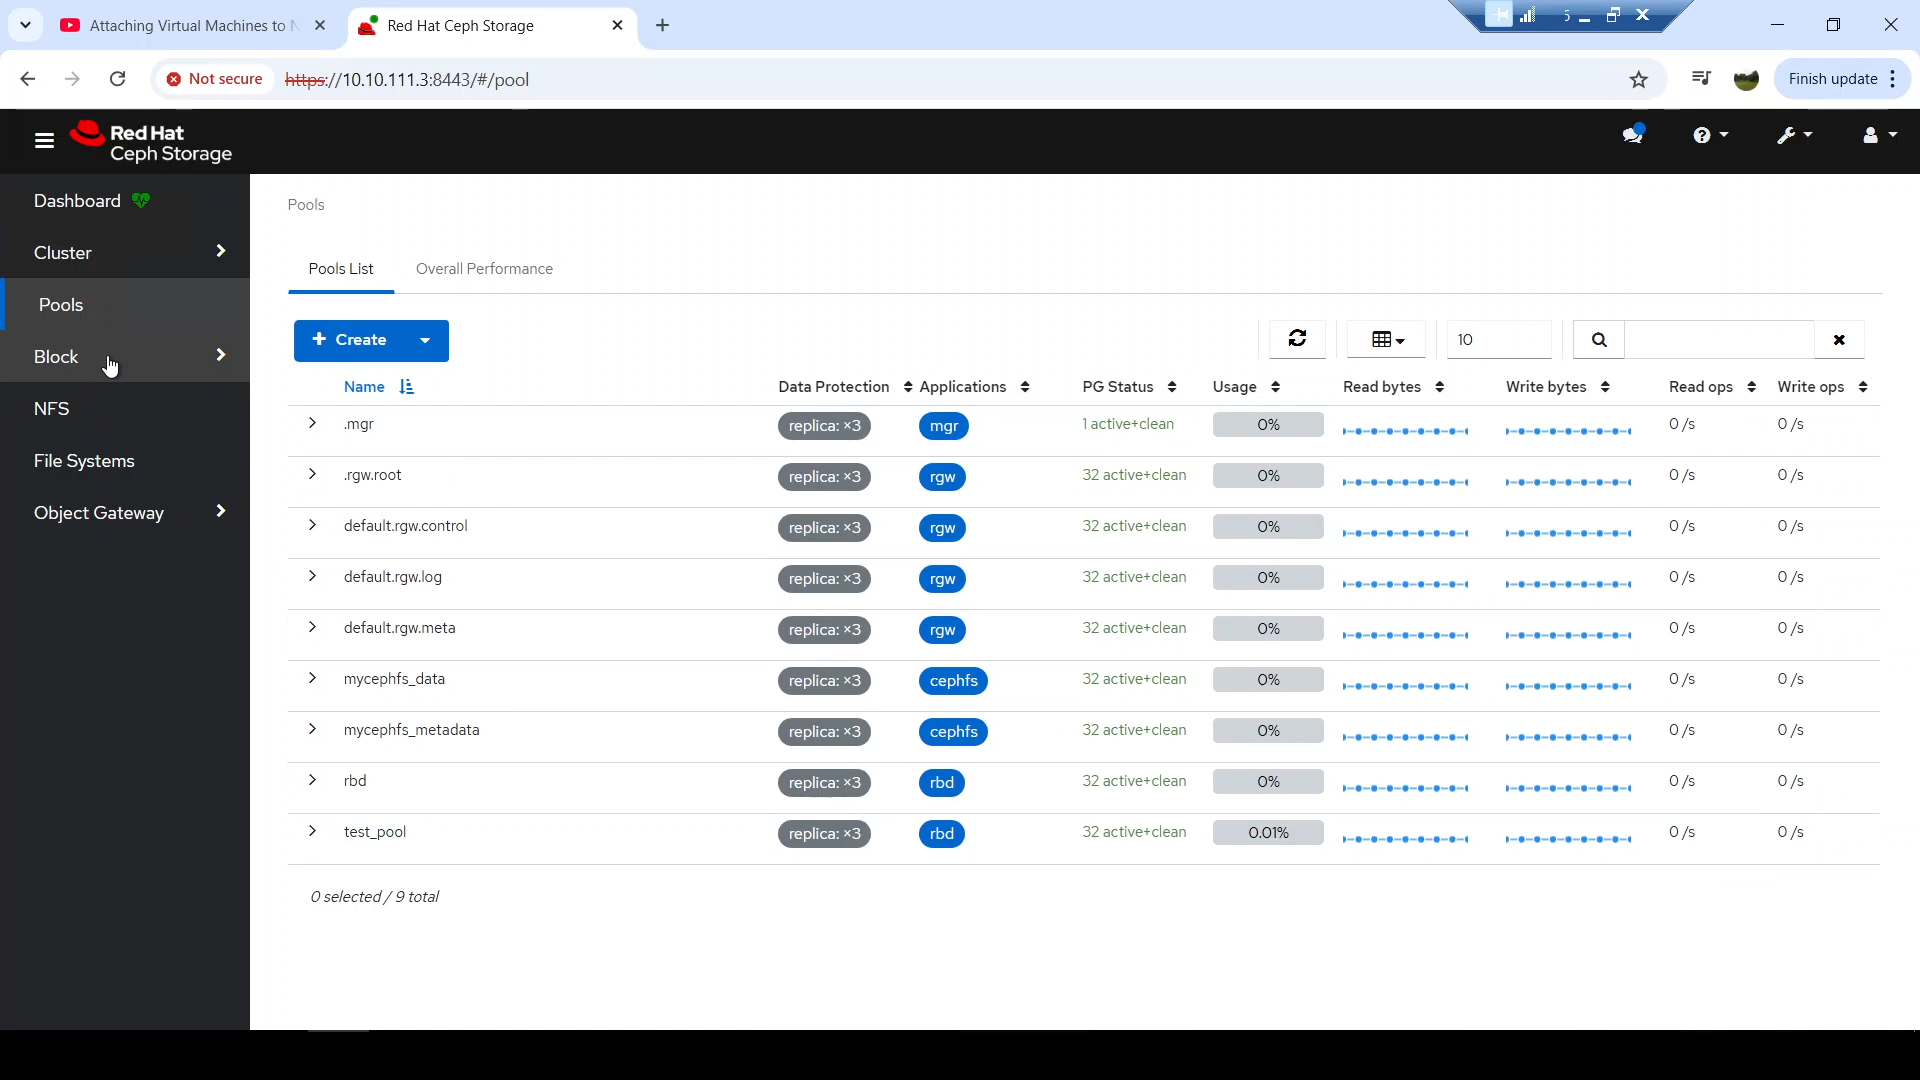 Attaching Virtual Machines to N
Red Hat Ceph Storage
5
Not secure
https://10.10.111.3:8443/#/pool
Finish update
Red Hat
Ceph Storage
Dashboard
Cluster
Pools
Block
NFS
File Systems
Object Gateway
Pools
Pools List
Overall Performance
+ Create
10
Name
Data Protection
Applications
PG Status
Usage
Read bytes
Write bytes
Read ops
Write ops
.mgr replica: ×3 mgr 1 active+clean 0% 0 /s 0 /s
.rgw.root replica: ×3 rgw 32 active+clean 0% 0 /s 0 /s
default.rgw.control replica: ×3 rgw 32 active+clean 0% 0 /s 0 /s
default.rgw.log replica: ×3 rgw 32 active+clean 0% 0 /s 0 /s
default.rgw.meta replica: ×3 rgw 32 active+clean 0% 0 /s 0 /s
mycephfs_data replica: ×3 cephfs 32 active+clean 0% 0 /s 0 /s
mycephfs_metadata replica: ×3 cephfs 32 active+clean 0% 0 /s 0 /s
rbd replica: ×3 rbd 32 active+clean 0% 0 /s 0 /s
test_pool replica: ×3 rbd 32 active+clean 0.01% 0 /s 0 /s
0 selected / 9 total